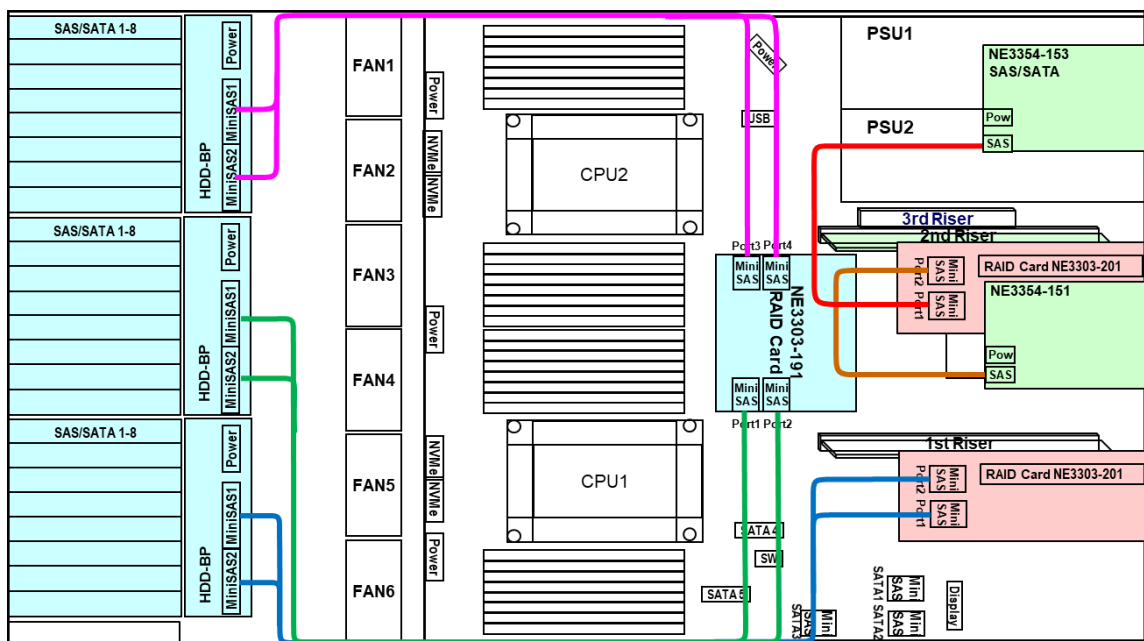 SAS/SATA 1-8
Power
MiniSAS1
MiniSAS2
HDD-BP
SAS/SATA 1-8
Power
MiniSAS1
MiniSAS2
HDD-BP
SAS/SATA 1-8
Power
MiniSAS1
MiniSAS2
HDD-BP
FAN1
FAN2
FAN3
FAN4
FAN5
FAN6
Power
NVMe
NVMe
Power
NVMe
NVMe
Power
CPU2
CPU1
Power
USB
Port3
Port4
Mini
SAS
Mini
SAS
NE3303-191
RAID Card
Mini
SAS
Mini
SAS
Port1
Port2
SATA4
SW
SATA5
PSU1
PSU2
NE3354-153
SAS/SATA
Pow
SAS
3rd Riser
2nd Riser
RAID Card NE3303-201
Mini
SAS
Port2
Mini
SAS
Port1
NE3354-151
Pow
SAS
1st Riser
RAID Card NE3303-201
Mini
SAS
Port2
Mini
SAS
Port1
SATA1
Mini
SAS
SATA2
Mini
SAS
SATA3
Mini
SAS
Display